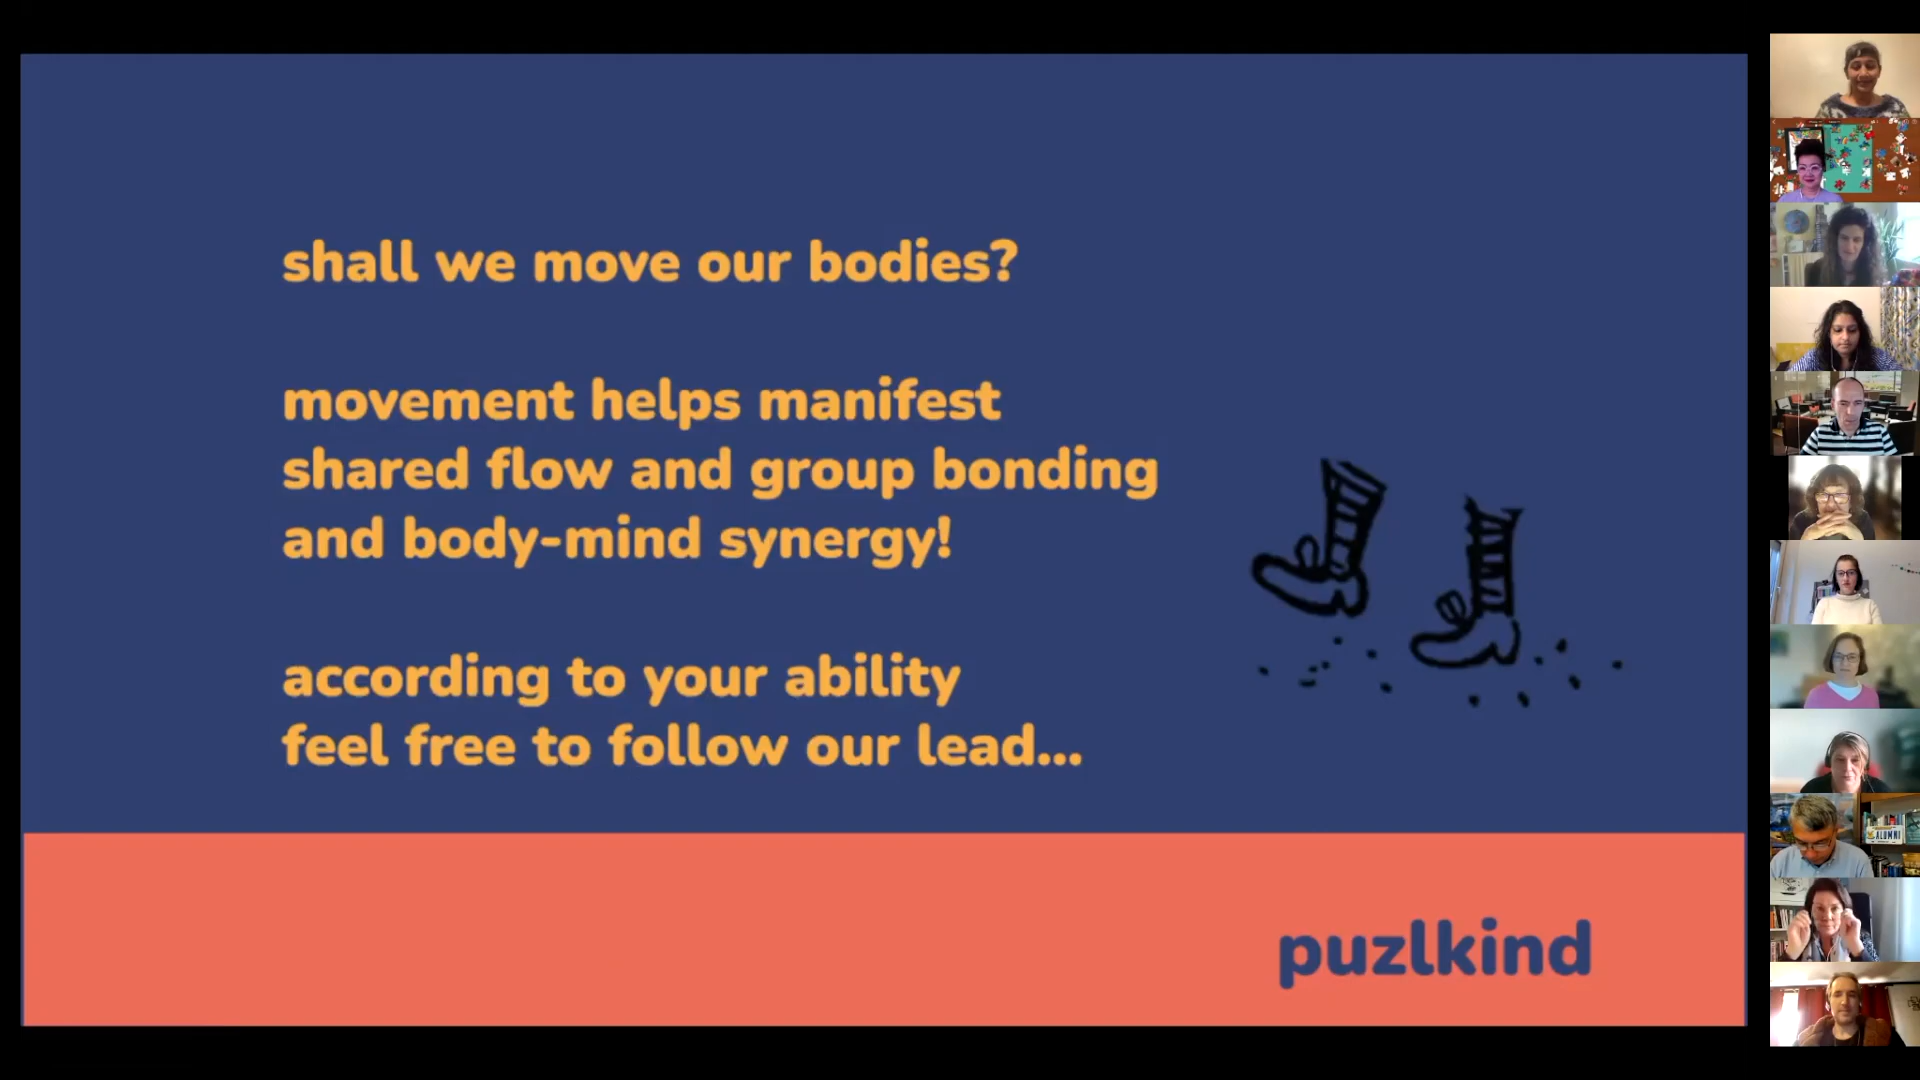 shall we move our bodies?
movement helps manifest
shared flow and group bonding
and body-mind synergy!
according to your ability
feel free to follow our lead...
puzlkind
ALUMNI